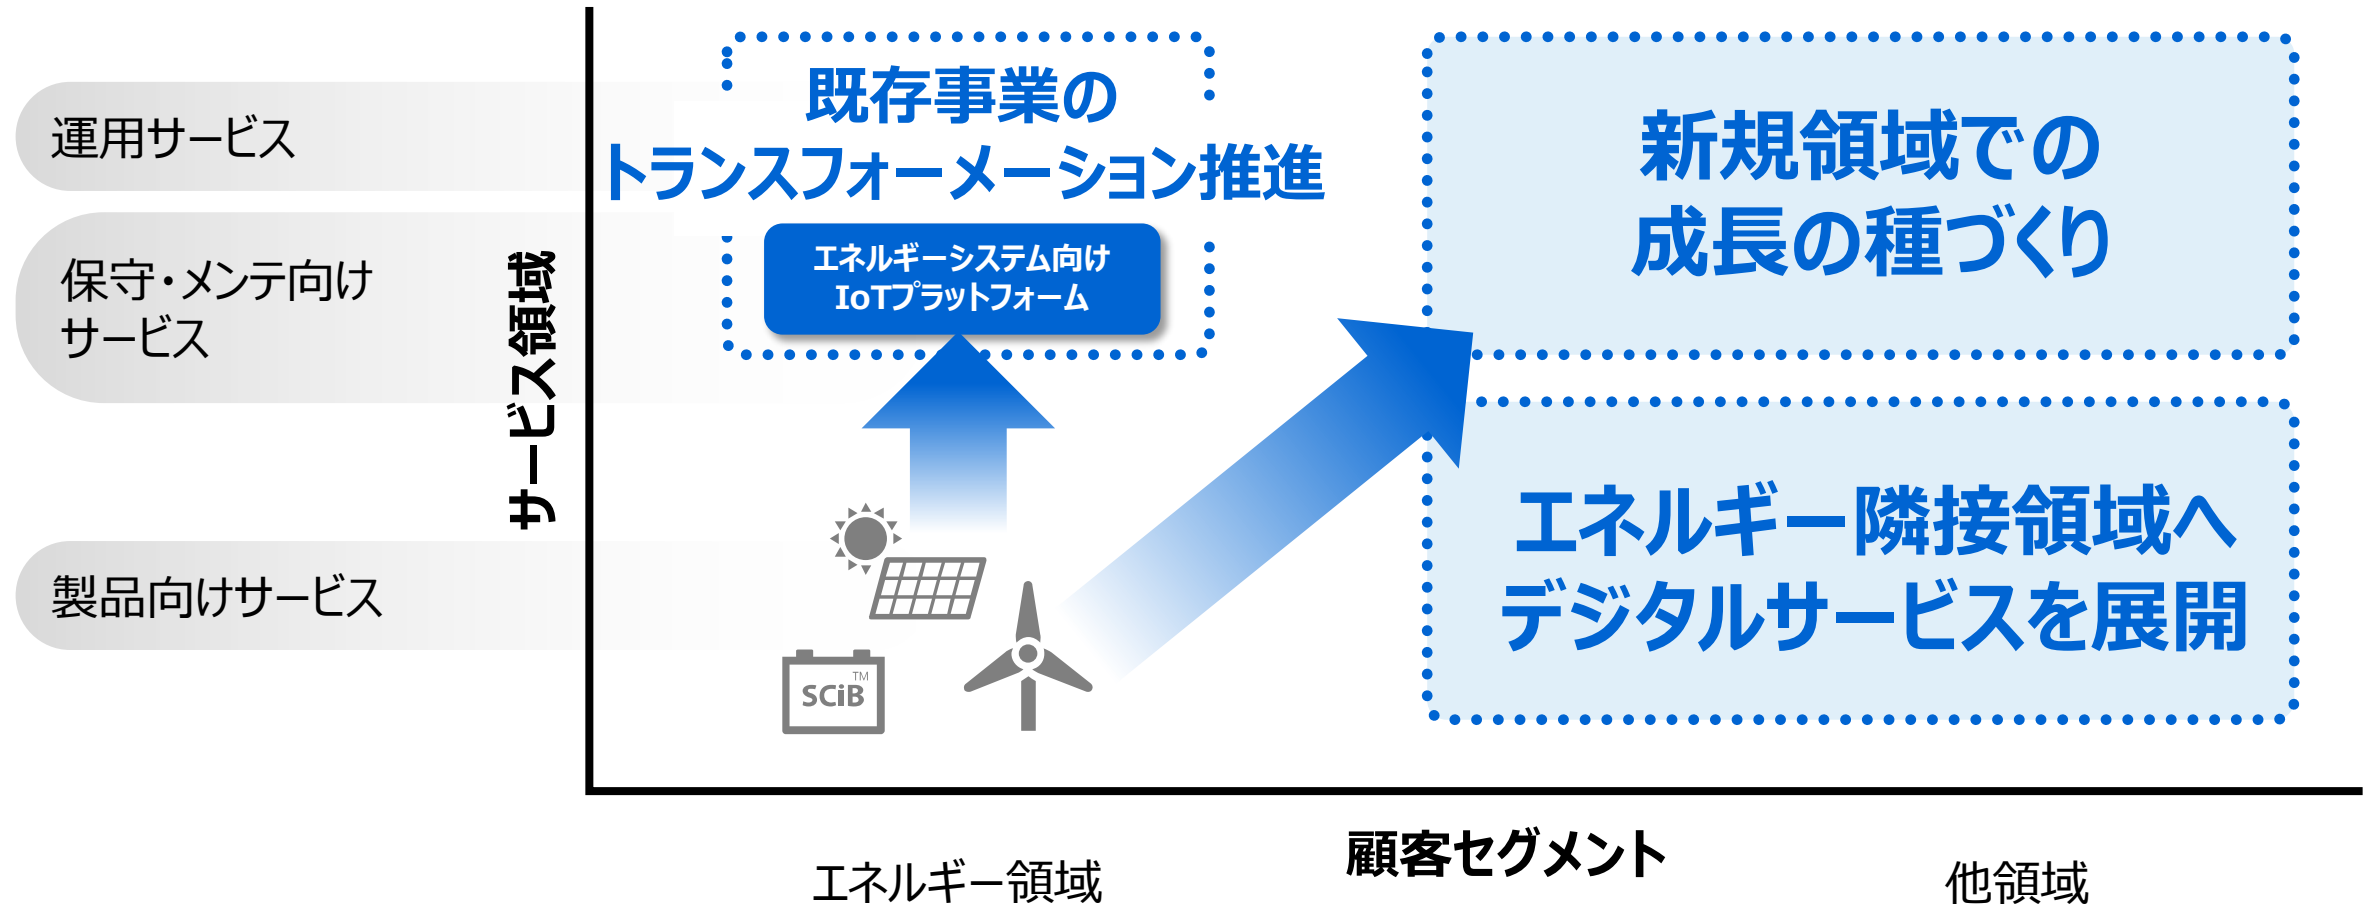 運用サービス
保守・メンテ向け
サービス
製品向けサービス
サービス領域
既存事業の
トランスフォーメーション推進
エネルギーシステム向け
IoTプラットフォーム
SCiB™
新規領域での
成長の種づくり
エネルギー隣接領域へ
デジタルサービスを展開
顧客セグメント
エネルギー領域
他領域